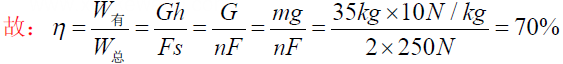 故：η = W有/W总 = Gh/Fs = G/nF = mg/nF = 35kg×10N/kg / 2×250N = 70%